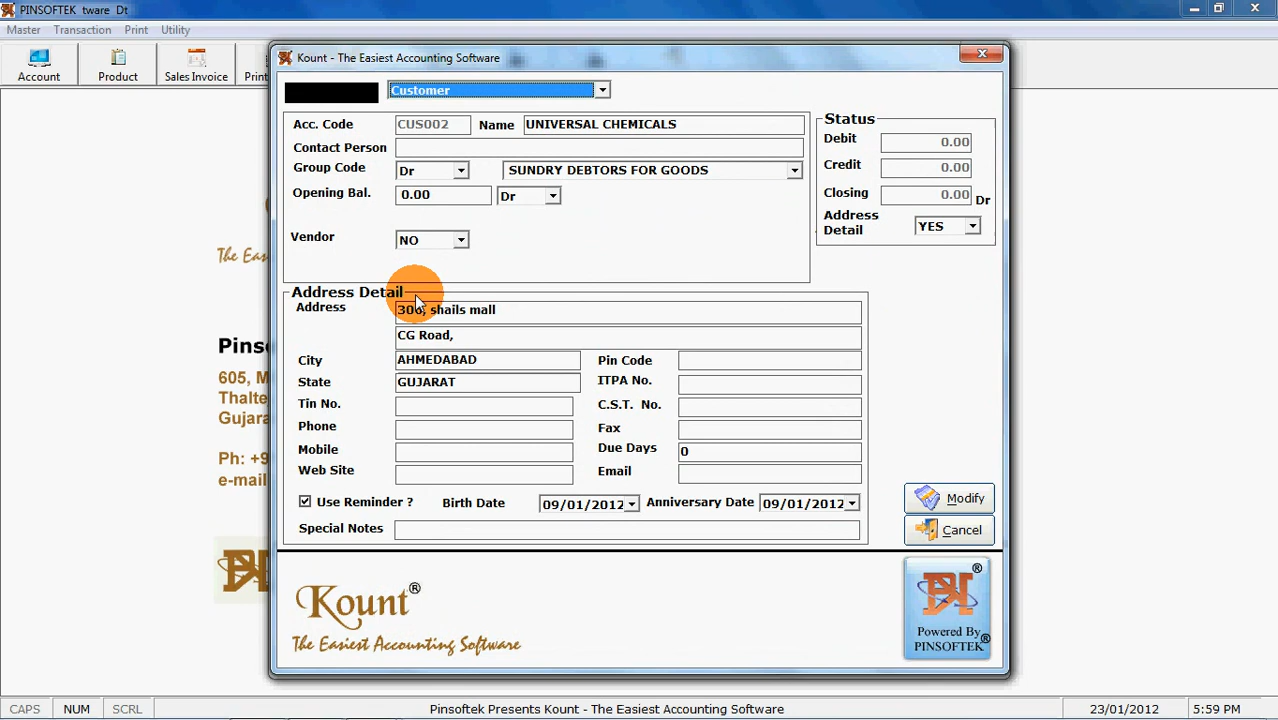 PINSOFTEK tware Dt
Master Transaction Print Utility
Account Product Sales Invoice Print
Kount - The Easiest Accounting Software
Customer
Acc. Code CUS002 Name UNIVERSAL CHEMICALS
Contact Person
Group Code Dr SUNDRY DEBTORS FOR GOODS
Opening Bal. 0.00 Dr
Vendor NO
Status
Debit 0.00
Credit 0.00
Closing 0.00 Dr
Address Detail YES
Address Detail
Address shails mall
CG Road,
City AHMEDABAD Pin Code
State GUJARAT ITPA No.
Tin No. C.S.T. No.
Phone Fax
Mobile Due Days 0
Web Site Email
Use Reminder ? Birth Date 09/01/2012 Anniversary Date 09/01/2012
Special Notes
Modify
Cancel
Kount®
The Easiest Accounting Software
®
Powered By
PINSOFTEK®
The Eas
Pinso
605, M
Thalte
Gujara
Ph: +9
e-mail
CAPS NUM SCRL Pinsoftek Presents Kount - The Easiest Accounting Software 23/01/2012 5:59 PM